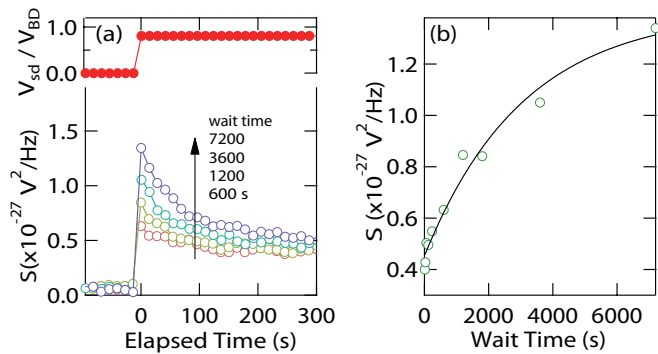 (a)
V_sd / V_BD
1.0
0.0
wait time
7200
3600
1200
600 s
S(x10^-27 V^2/Hz)
1.5
1.0
0.5
0.0
0 100 200 300
Elapsed Time (s)
(b)
S (x10^-27 V^2/Hz)
1.2
0.8
0.6
0.4
0 2000 4000 6000
Wait Time (s)